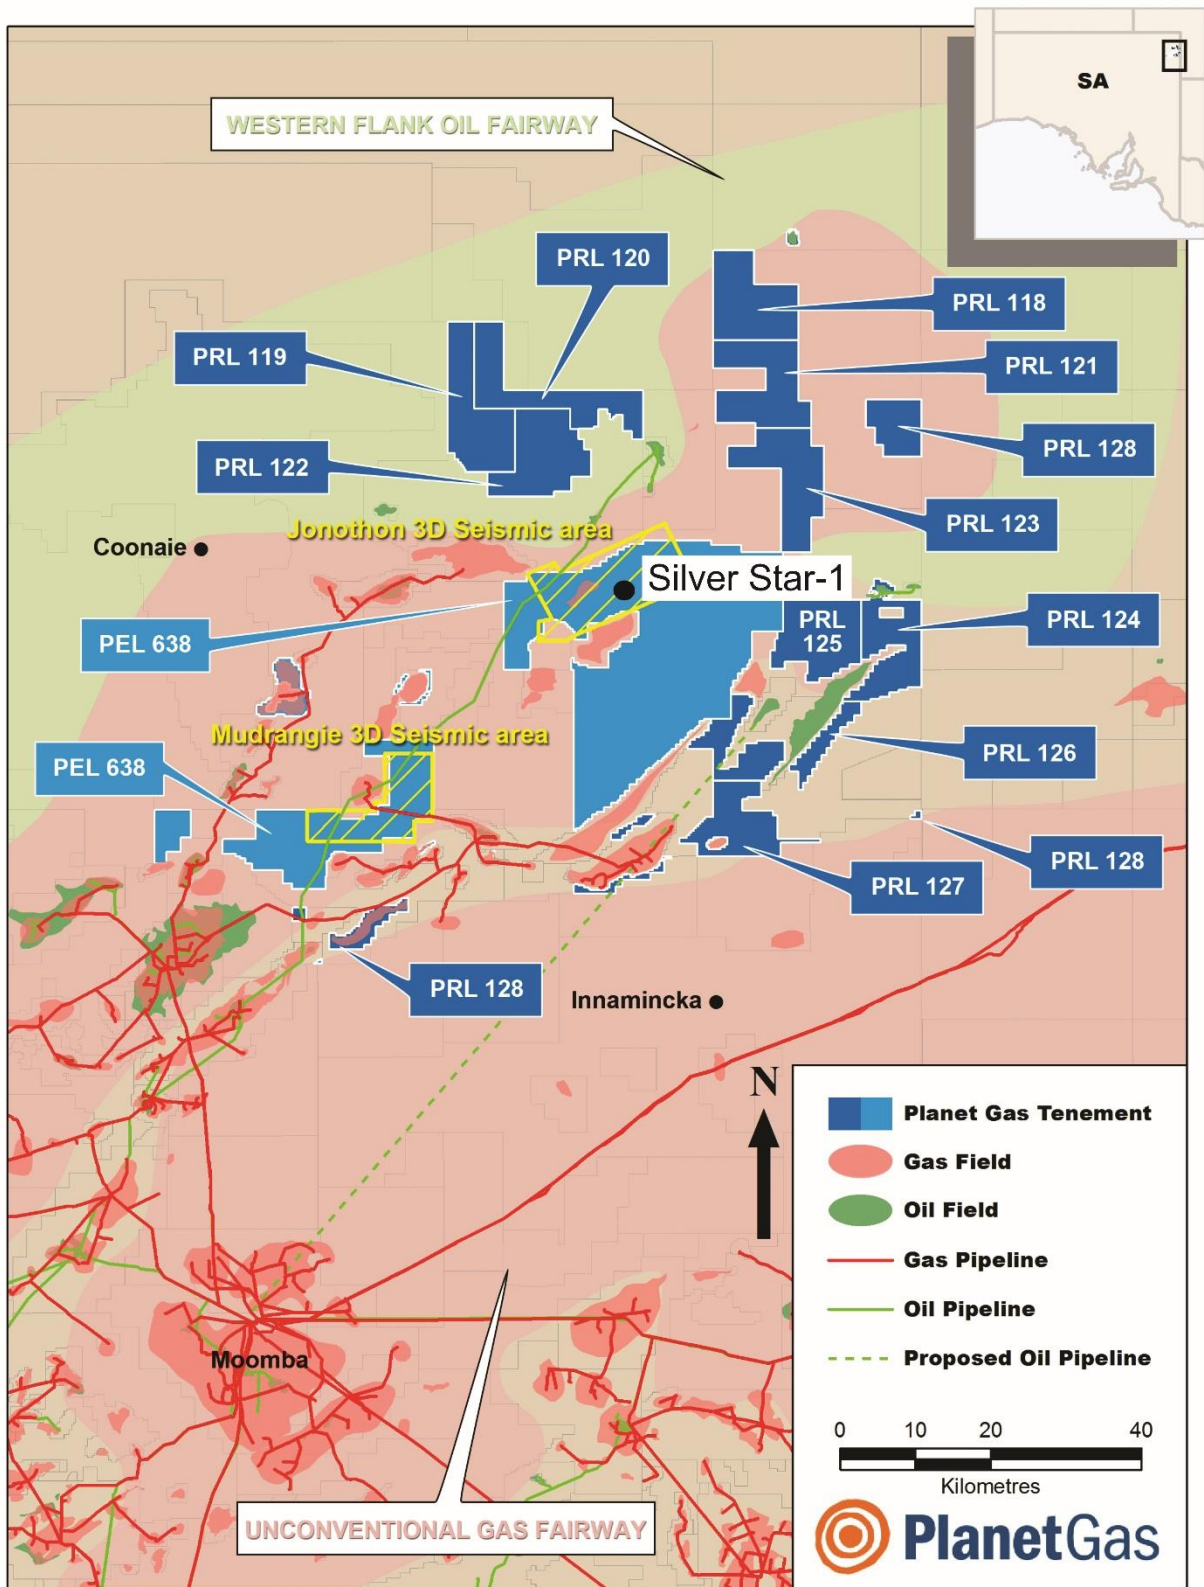 SA
WESTERN FLANK OIL FAIRWAY
PRL 120
PRL 118
PRL 119
PRL 121
PRL 128
PRL 122
PRL 123
Jonothon 3D Seismic area
Coonaie
Silver Star-1
PEL 638
PRL
125
PRL 124
Mudrangie 3D Seismic area
PRL 126
PEL 638
PRL 128
PRL 127
PRL 128
Innamincka
N
Planet Gas Tenement
Gas Field
Oil Field
Gas Pipeline
Oil Pipeline
Proposed Oil Pipeline
Moomba
0 10 20 40
Kilometres
UNCONVENTIONAL GAS FAIRWAY
PlanetGas